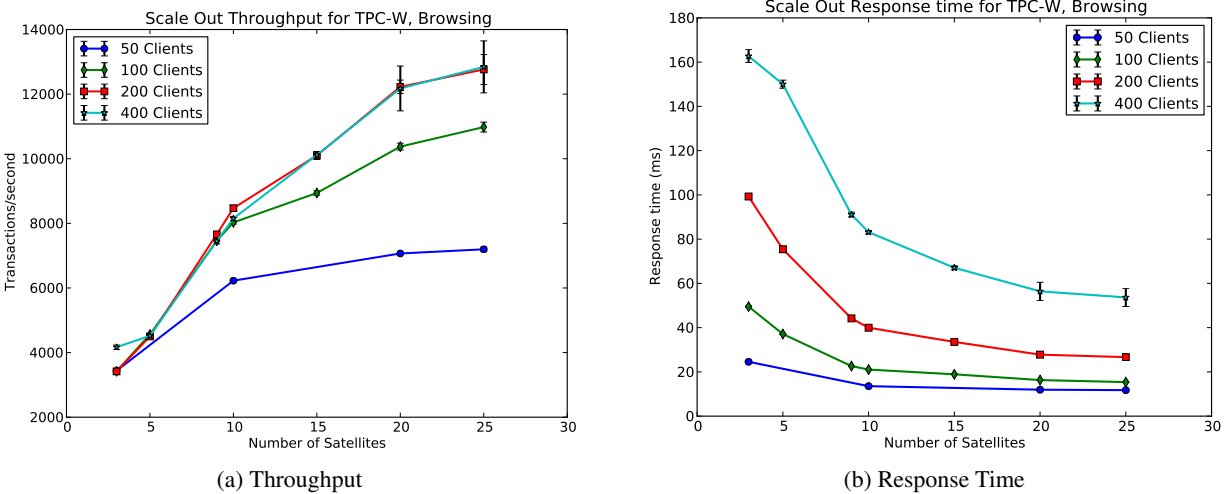 Scale Out Throughput for TPC-W, Browsing
14000
12000
10000
8000
6000
4000
2000
Transactions/second
50 Clients
100 Clients
200 Clients
400 Clients
0 5 10 15 20 25 30
Number of Satellites
(a) Throughput
Scale Out Response time for TPC-W, Browsing
180
160
140
120
100
80
60
40
20
0
Response time (ms)
50 Clients
100 Clients
200 Clients
400 Clients
0 5 10 15 20 25 30
Number of Satellites
(b) Response Time